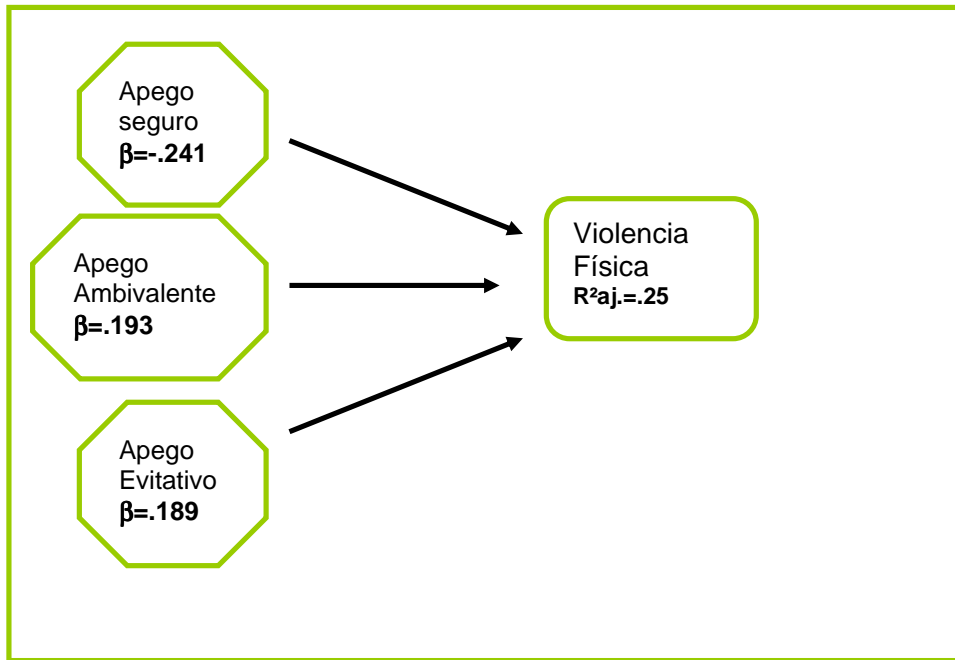 Apego
seguro
β=-.241
Apego
Ambivalente
β=.193
Apego
Evitativo
β=.189
Violencia
Física
R²aj.=.25